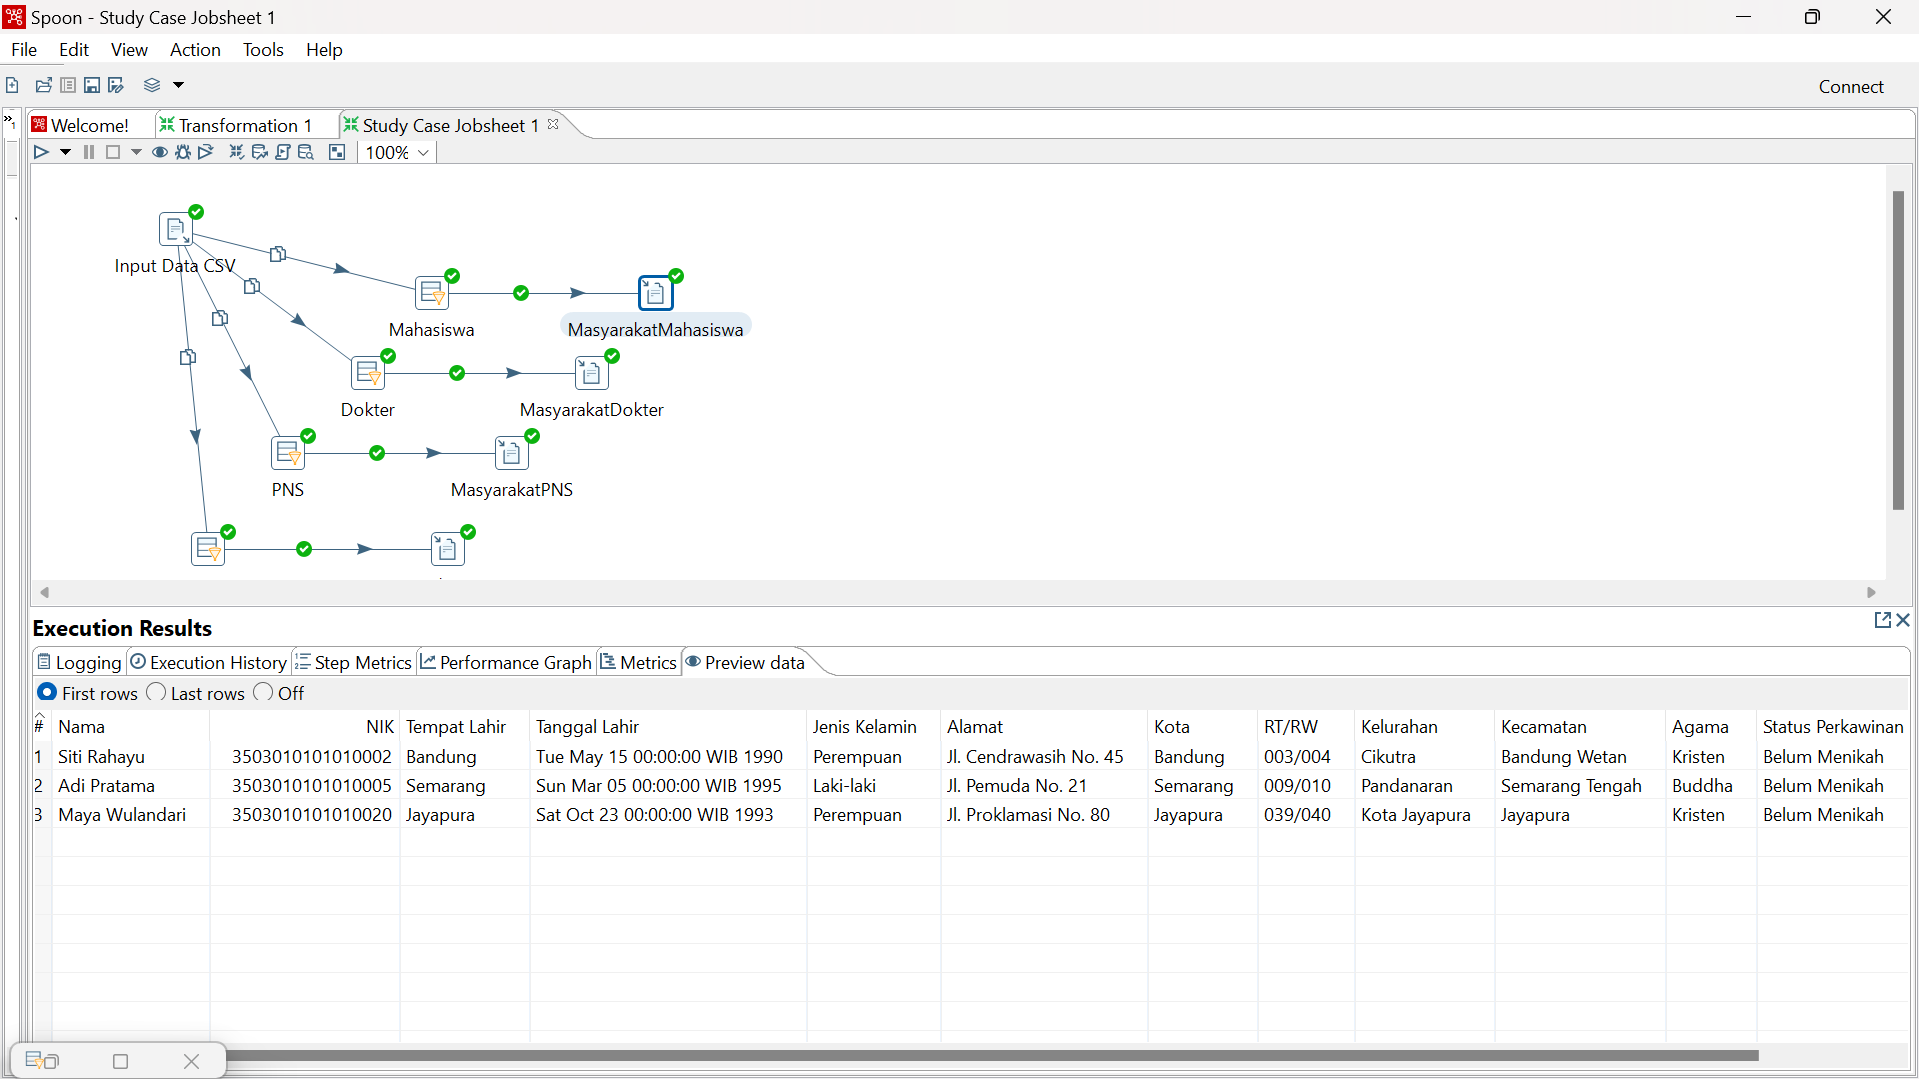 Spoon - Study Case Jobsheet 1
File Edit View Action Tools Help
Connect
Welcome! Transformation 1 Study Case Jobsheet 1
100%
Input Data CSV
Mahasiswa MasyarakatMahasiswa
Dokter MasyarakatDokter
PNS MasyarakatPNS
Execution Results
Logging Execution History Step Metrics Performance Graph Metrics Preview data
First rows Last rows Off
# Nama NIK Tempat Lahir Tanggal Lahir Jenis Kelamin Alamat Kota RT/RW Kelurahan Kecamatan Agama Status Perkawinan
1 Siti Rahayu 3503010101010002 Bandung Tue May 15 00:00:00 WIB 1990 Perempuan Jl. Cendrawasih No. 45 Bandung 003/004 Cikutra Bandung Wetan Kristen Belum Menikah
2 Adi Pratama 3503010101010005 Semarang Sun Mar 05 00:00:00 WIB 1995 Laki-laki Jl. Pemuda No. 21 Semarang 009/010 Pandanaran Semarang Tengah Buddha Belum Menikah
3 Maya Wulandari 3503010101010020 Jayapura Sat Oct 23 00:00:00 WIB 1993 Perempuan Jl. Proklamasi No. 80 Jayapura 039/040 Kota Jayapura Jayapura Kristen Belum Menikah